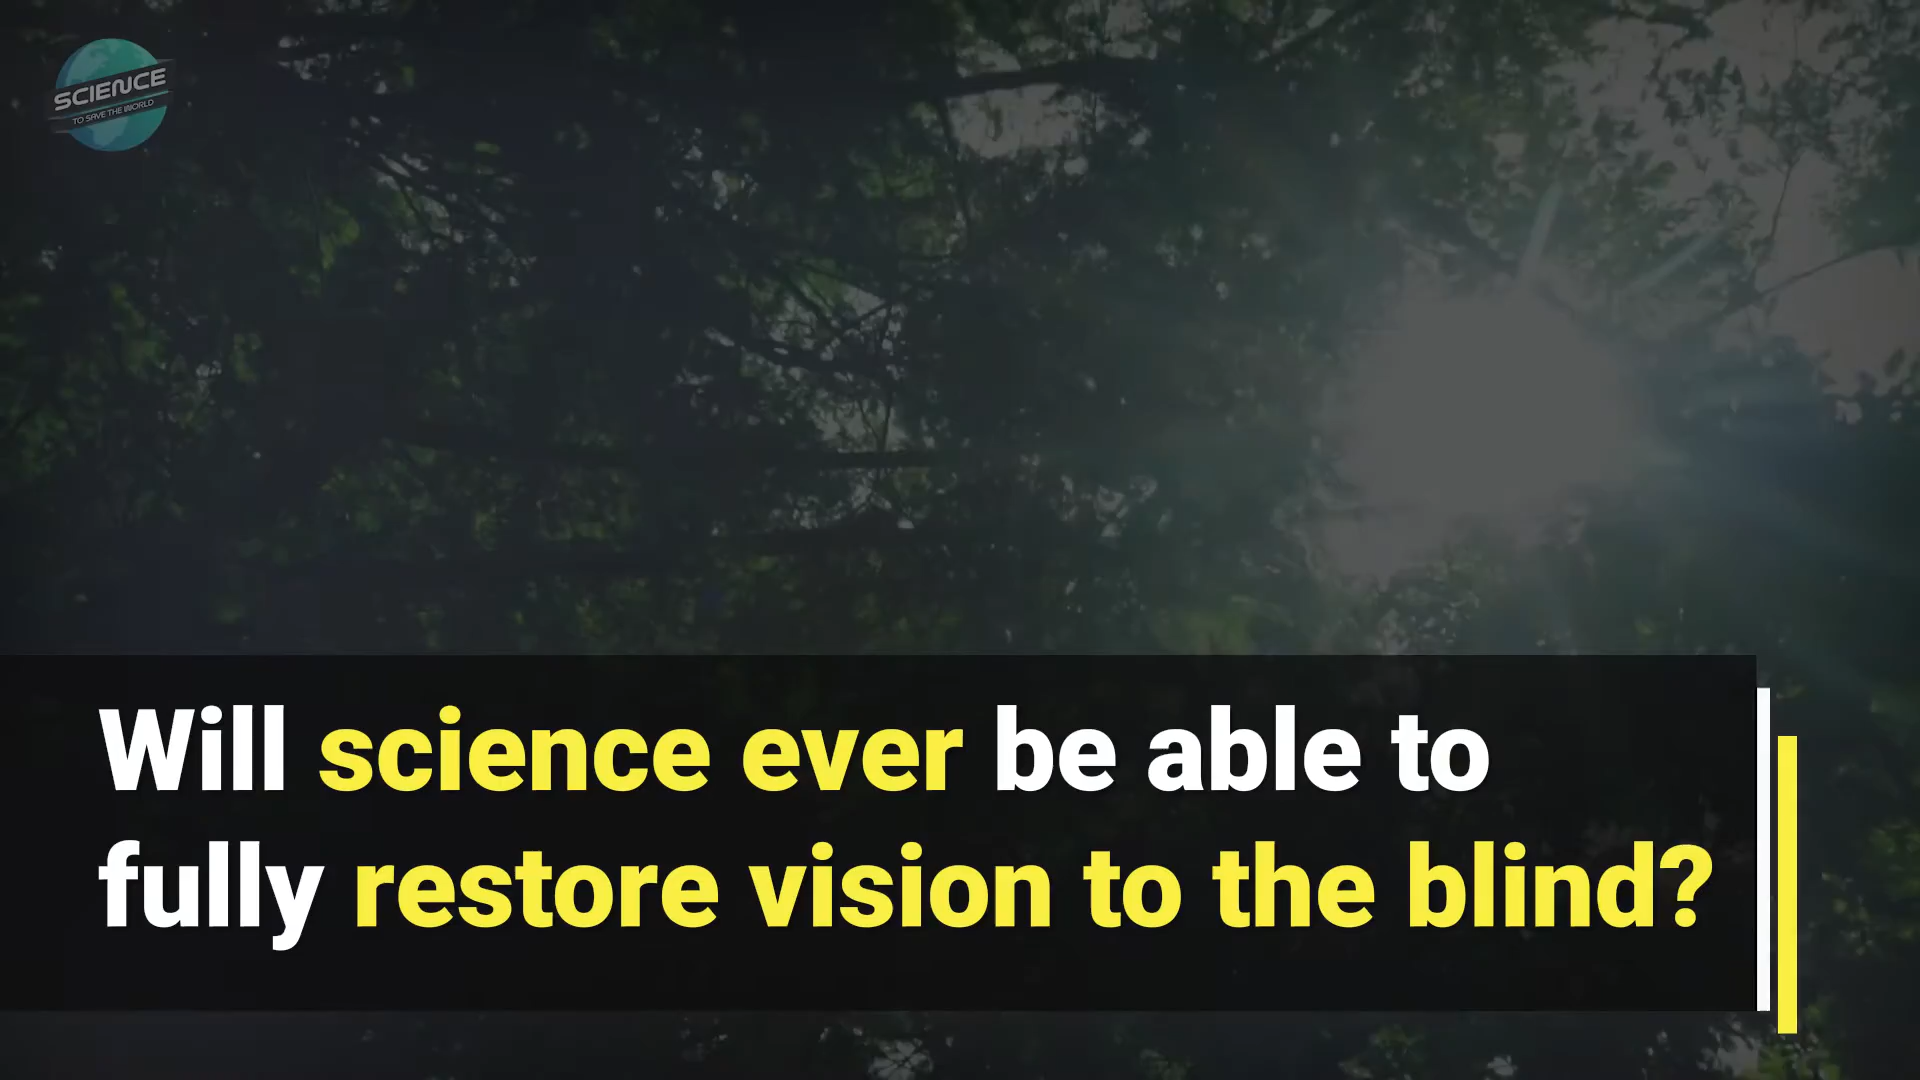 SCIENCE
TO SAVE THE WORLD
Will science ever be able to
fully restore vision to the blind?